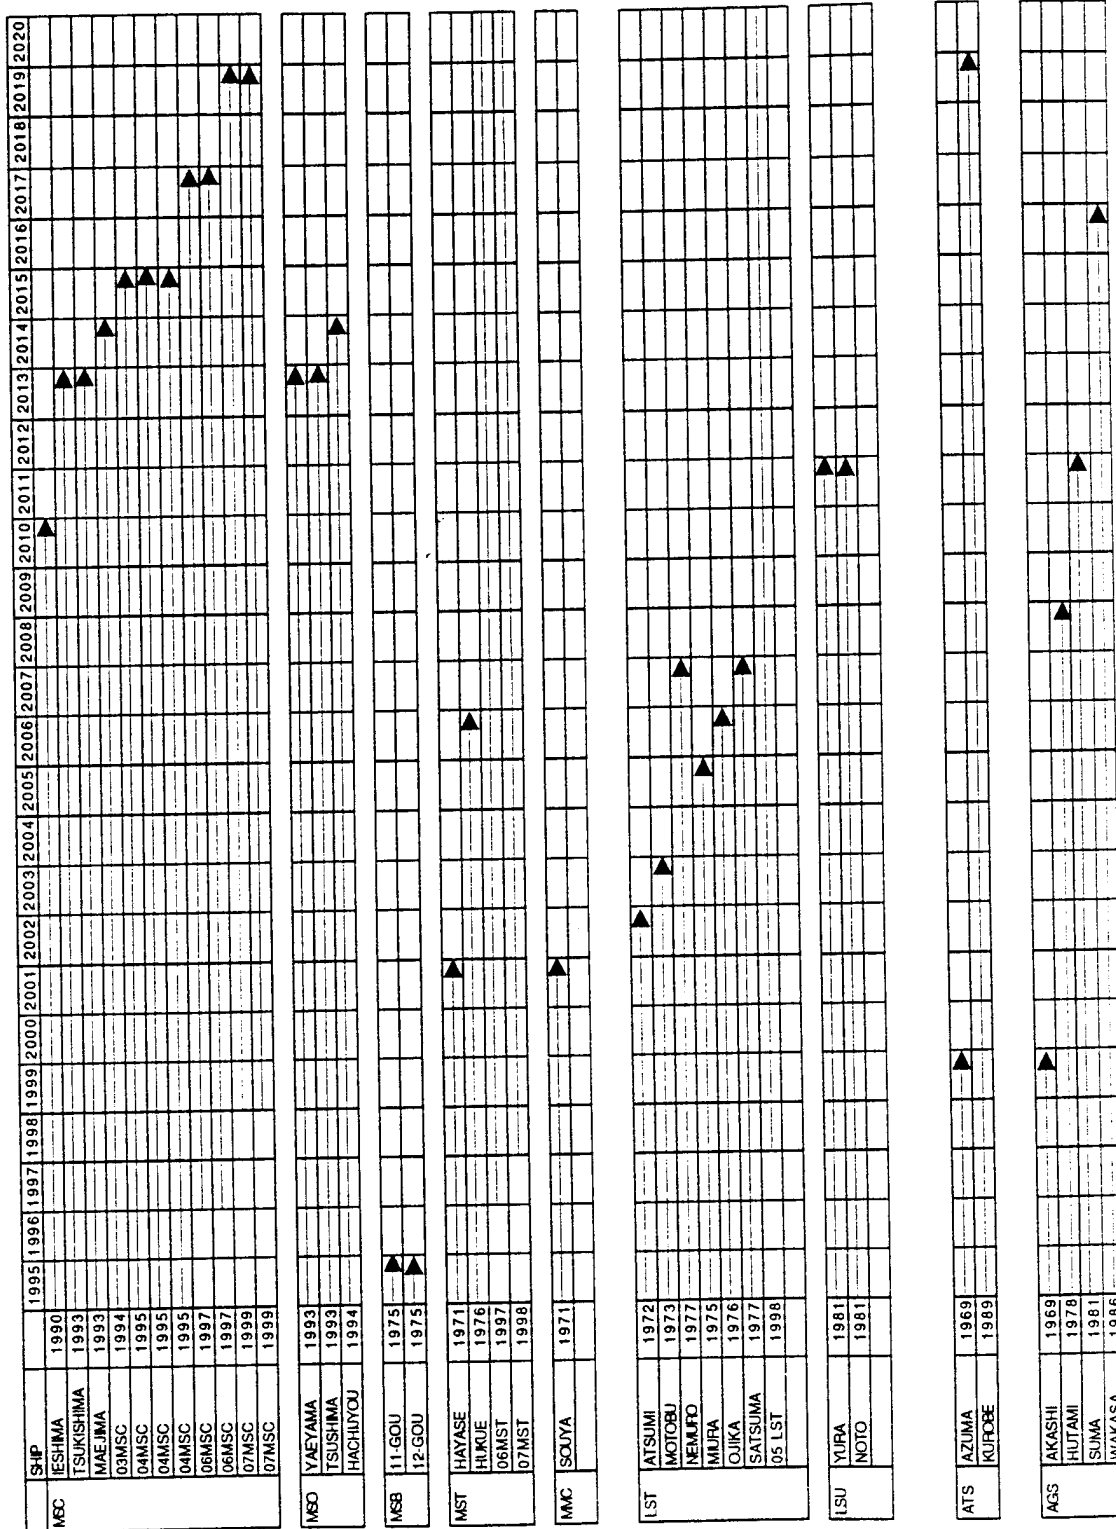 SHIP 1995 1996 1997 1998 1999 2000 2001 2002 2003 2004 2005 2006 2007 2008 2009 2010 2011 2012 2013 2014 2015 2016 2017 2018 2019 2020
MSC IESHIMA 1990
TSUKISHIMA 1993
MAEJIMA 1993
03MSC 1994
04MSC 1995
04MSC 1995
04MSC 1995
06MSC 1997
06MSC 1997
07MSC 1999
07MSC 1999
MSO YAEYAMA 1993
TSUSHIMA 1993
HACHIJYOU 1994
MSB 11-GOU 1975
12-GOU 1975
MST HAYASE 1971
HUKUE 1976
06MST 1997
07MST 1998
MMC SOUYA 1971
LST ATSUMI 1972
MOTOBU 1973
NEMURO 1977
MIURA 1975
OJIKA 1976
SATSUMA 1977
05 LST 1998
LSU YURA 1981
NOTO 1981
ATS AZUMA 1969
KUROBE 1989
AGS AKASHI 1969
HUTAMI 1978
SUMA 1981
WAKASA 1986